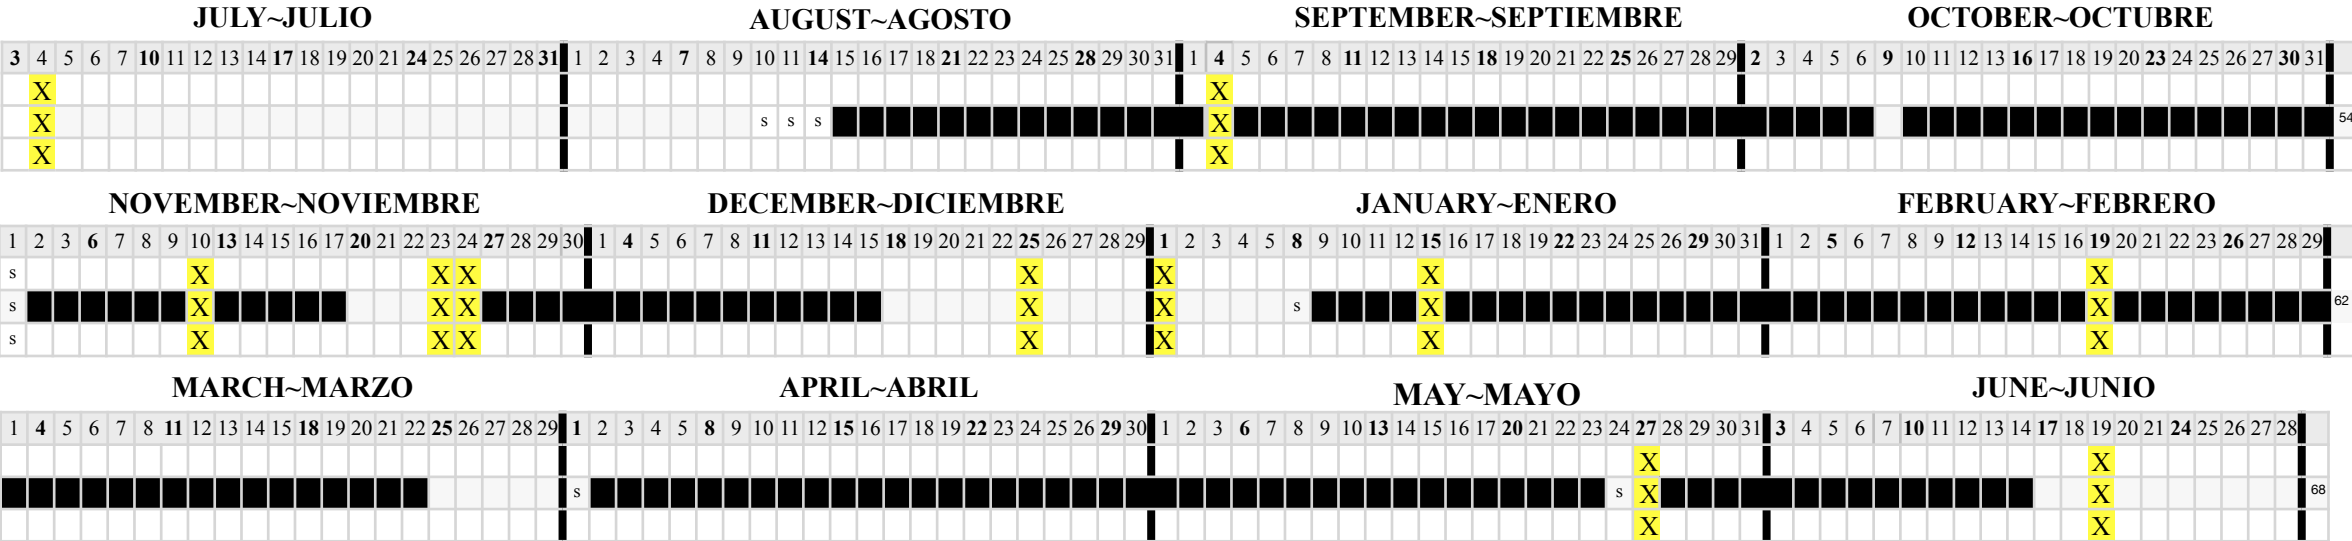 JULY~JULIO AUGUST~AGOSTO SEPTEMBER~SEPTIEMBRE OCTOBER~OCTUBRE
3 4 5 6 7 10 11 12 13 14 17 18 19 20 21 24 25 26 27 28 31 1 2 3 4 7 8 9 10 11 14 15 16 17 18 21 22 23 24 25 28 29 30 31 1 4 5 6 7 8 11 12 13 14 15 18 19 20 21 22 25 26 27 28 29 2 3 4 5 6 9 10 11 12 13 16 17 18 19 20 23 24 25 26 27 30 31
X X
X s s s X 54
X X
NOVEMBER~NOVIEMBRE DECEMBER~DICIEMBRE JANUARY~ENERO FEBRUARY~FEBRERO
1 2 3 6 7 8 9 10 13 14 15 16 17 20 21 22 23 24 27 28 29 30 1 4 5 6 7 8 11 12 13 14 15 18 19 20 21 22 25 26 27 28 29 1 2 3 4 5 8 9 10 11 12 15 16 17 18 19 22 23 24 25 26 29 30 31 1 2 5 6 7 8 9 12 13 14 15 16 19 20 21 22 23 26 27 28 29
s X X X X X X X
s X X X X X s X X 62
s X X X X X X X
MARCH~MARZO APRIL~ABRIL MAY~MAYO JUNE~JUNIO
1 4 5 6 7 8 11 12 13 14 15 18 19 20 21 22 25 26 27 28 29 1 2 3 4 5 8 9 10 11 12 15 16 17 18 19 22 23 24 25 26 29 30 1 2 3 6 7 8 9 10 13 14 15 16 17 20 21 22 23 24 27 28 29 30 31 3 4 5 6 7 10 11 12 13 14 17 18 19 20 21 24 25 26 27 28
X X
s s X X 68
X X